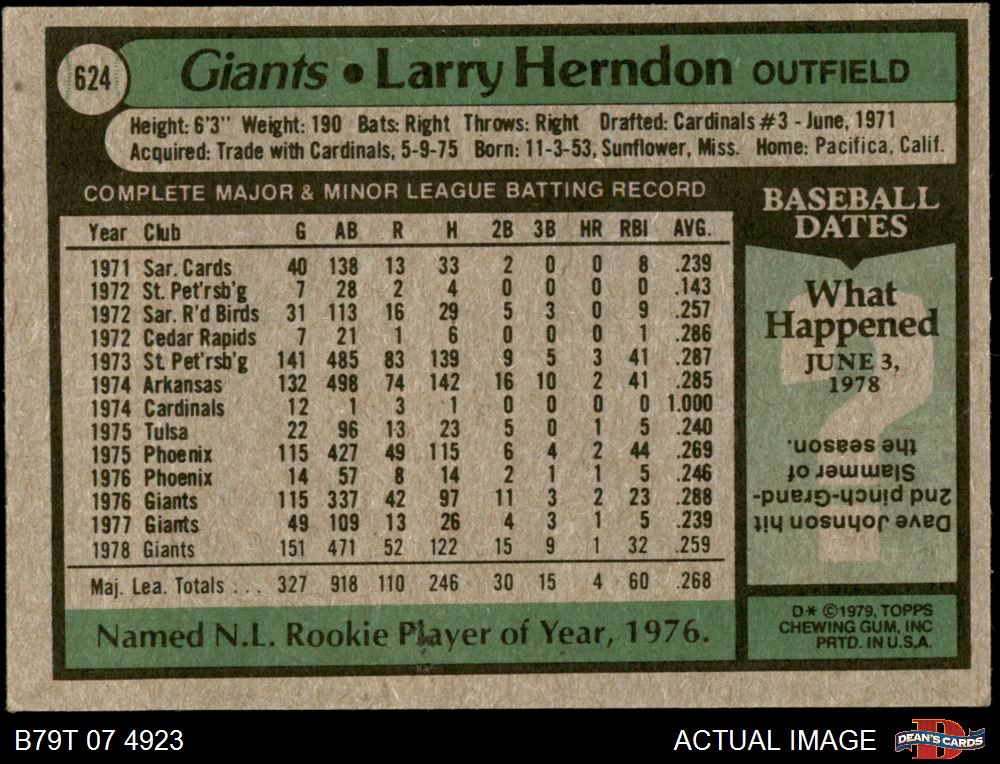 624
Giants • Larry Herndon OUTFIELD
Height: 6'3" Weight: 190 Bats: Right Throws: Right Drafted: Cardinals #3 - June, 1971
Acquired: Trade with Cardinals, 5-9-75 Born: 11-3-53, Sunflower, Miss. Home: Pacifica, Calif.
COMPLETE MAJOR & MINOR LEAGUE BATTING RECORD
Year Club G AB R H 2B 3B HR RBI AVG.
1971 Sar. Cards 40 138 13 33 2 0 0 8 .239
1972 St. Pet'rsb'g 7 28 2 4 0 0 0 0 .143
1972 Sar. R'd Birds 31 113 16 29 5 3 0 9 .257
1972 Cedar Rapids 7 21 1 6 0 0 0 1 .286
1973 St. Pet'rsb'g 141 485 83 139 9 5 3 41 .287
1974 Arkansas 132 498 74 142 16 10 2 41 .285
1974 Cardinals 12 1 3 1 0 0 0 0 1.000
1975 Tulsa 22 96 13 23 5 0 1 5 .240
1975 Phoenix 115 427 49 115 6 4 2 44 .269
1976 Phoenix 14 57 8 14 2 1 1 5 .246
1976 Giants 115 337 42 97 11 3 2 23 .288
1977 Giants 49 109 13 26 4 3 1 5 .239
1978 Giants 151 471 52 122 15 9 1 32 .259
Maj. Lea. Totals ... 327 918 110 246 30 15 4 60 .268
Named N.L. Rookie Player of Year, 1976.
BASEBALL
DATES
What
Happened
JUNE 3,
1978
?
Dave Johnson hit
2nd pinch-Grand-
Slammer of
the season.
D* ©1979, TOPPS
CHEWING GUM, INC
PRTD. IN U.S.A.
B79T 07 4923
ACTUAL IMAGE
D
DEAN'S CARDS